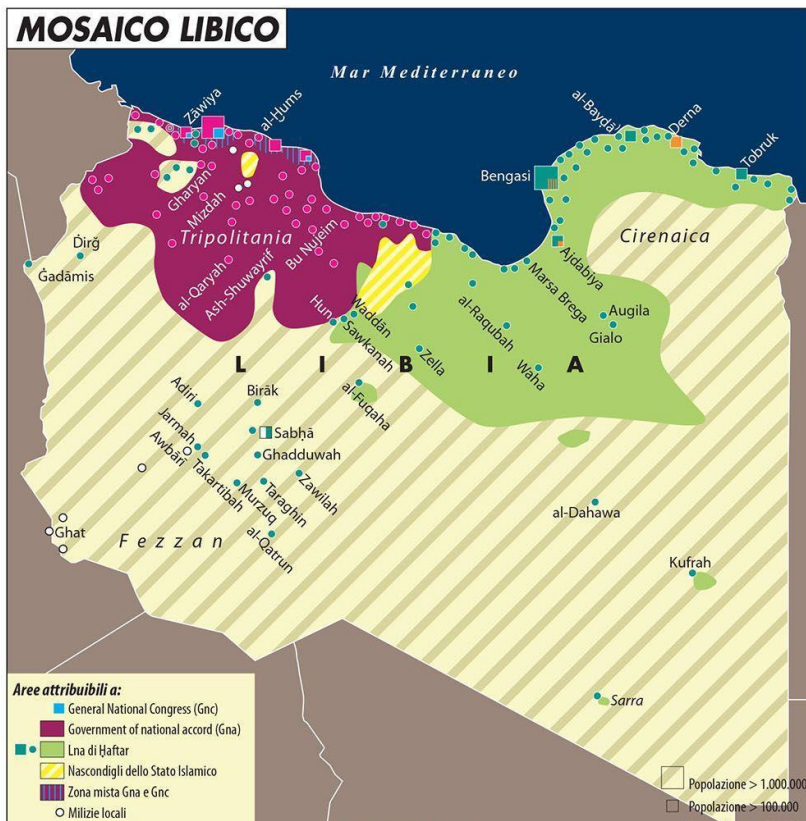 MOSAICO LIBICO
Mar Mediterraneo
Zāwiya
al-Ḫums
al-Bayḍāʾ
Derna
Tobruk
Bengasi
Gharyan
Mizdah
Tripolitania
Bu Nujeim
Cirenaica
Ajdabiya
Dirğ
Ġadāmis
al-Qaryah
Ash-Shuwayrif
Hun
Waddān
Sawkanah
Zella
al-Raqubah
Marsa Brega
Augila
Gialo
Waha
LIBIA
Adiri
Birāk
al-Fuqaha
Jarmah
Sabḥā
Awbāri
Takartibah
Ghadduwah
Murzuq
Taraghin
Zawilah
Ghat
Fezzan
al-Qatrun
al-Dahawa
Kufrah
Sarra
Aree attribuibili a:
General National Congress (Gnc)
Government of national accord (Gna)
Lna di Ḥaftar
Nascondigli dello Stato Islamico
Zona mista Gna e Gnc
Milizie locali
Popolazione > 1.000.000
Popolazione > 100.000